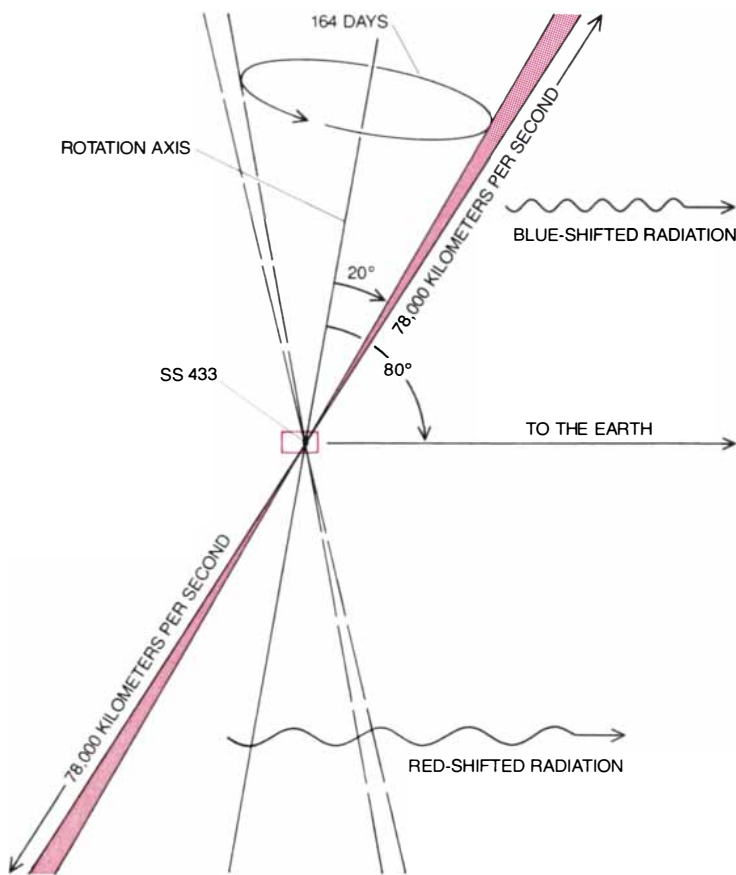 164 DAYS
ROTATION AXIS
78,000 KILOMETERS PER SECOND
BLUE-SHIFTED RADIATION
20°
80°
SS 433
TO THE EARTH
78,000 KILOMETERS PER SECOND
RED-SHIFTED RADIATION